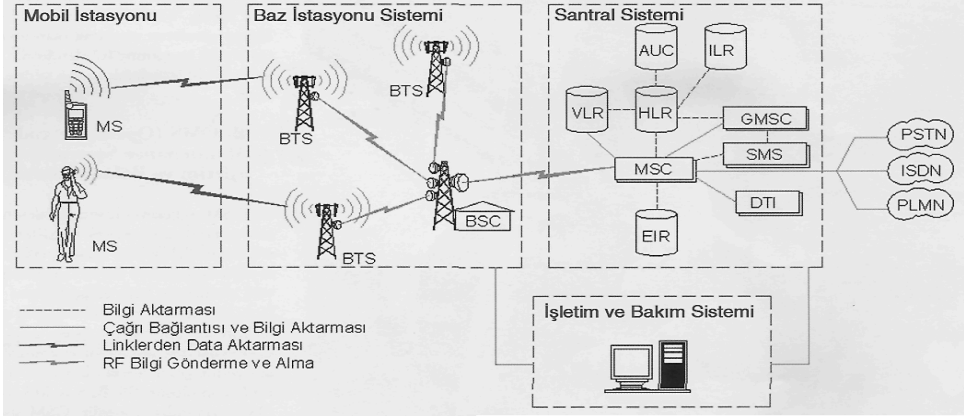 Mobil İstasyonu
Baz İstasyonu Sistemi
Santral Sistemi
MS
MS
BTS
BTS
BTS
BSC
AUC
ILR
VLR
HLR
GMSC
SMS
MSC
DTI
EIR
PSTN
ISDN
PLMN
Bilgi Aktarması
Çağrı Bağlantısı ve Bilgi Aktarması
Linklerden Data Aktarması
RF Bilgi Gönderme ve Alma
İşletim ve Bakım Sistemi